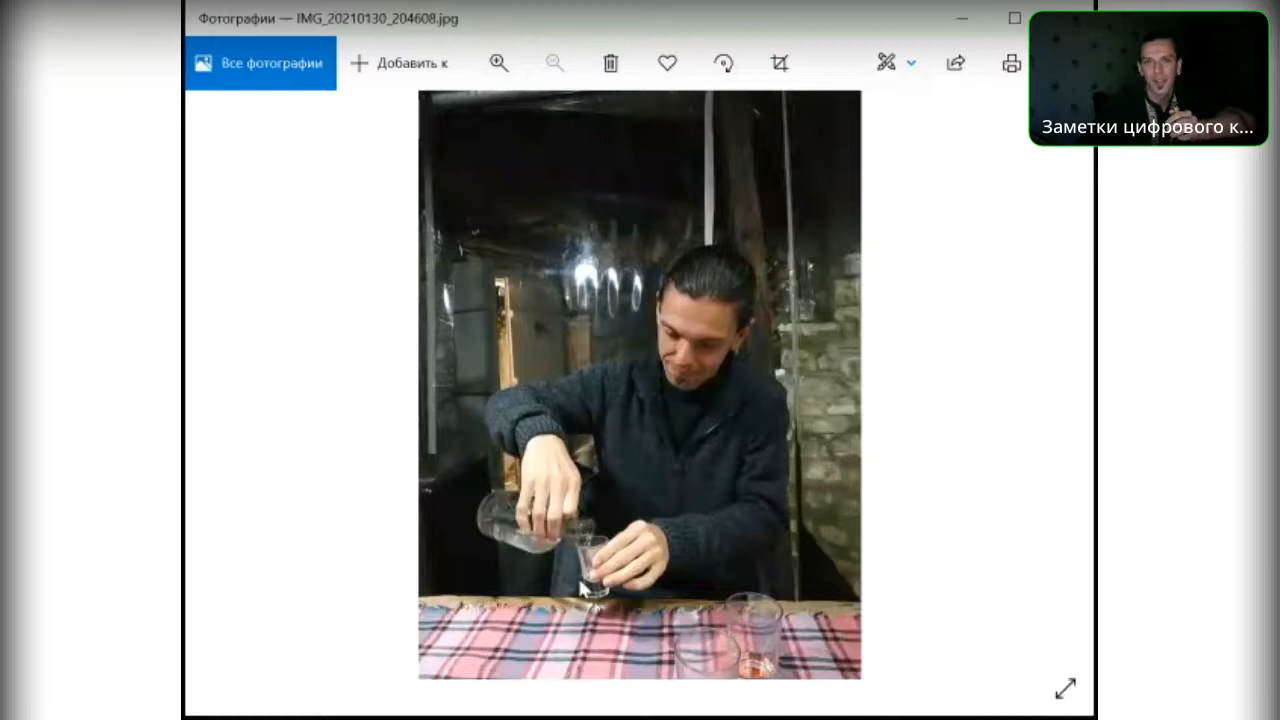 Фотографии — IMG_20210130_204608.jpg
Все фотографии
Добавить к
Заметки цифрового к...